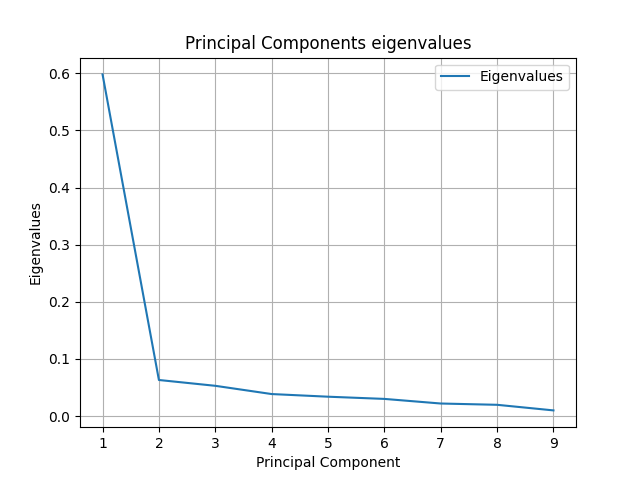 Principal Components eigenvalues
Eigenvalues
0.6
0.5
0.4
0.3
0.2
0.1
0.0
Eigenvalues
1 2 3 4 5 6 7 8 9
Principal Component